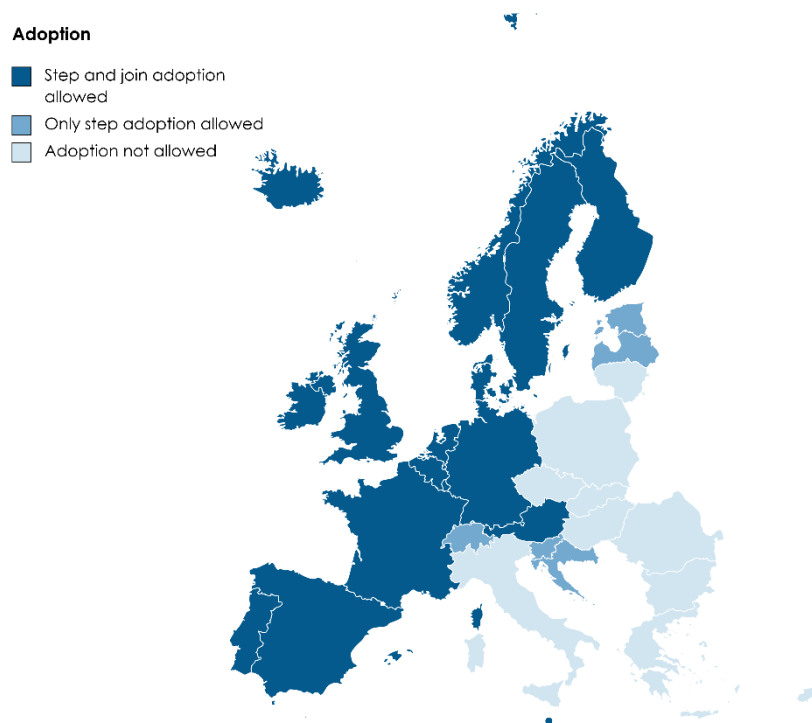 Adoption
Step and join adoption
allowed
Only step adoption allowed
Adoption not allowed